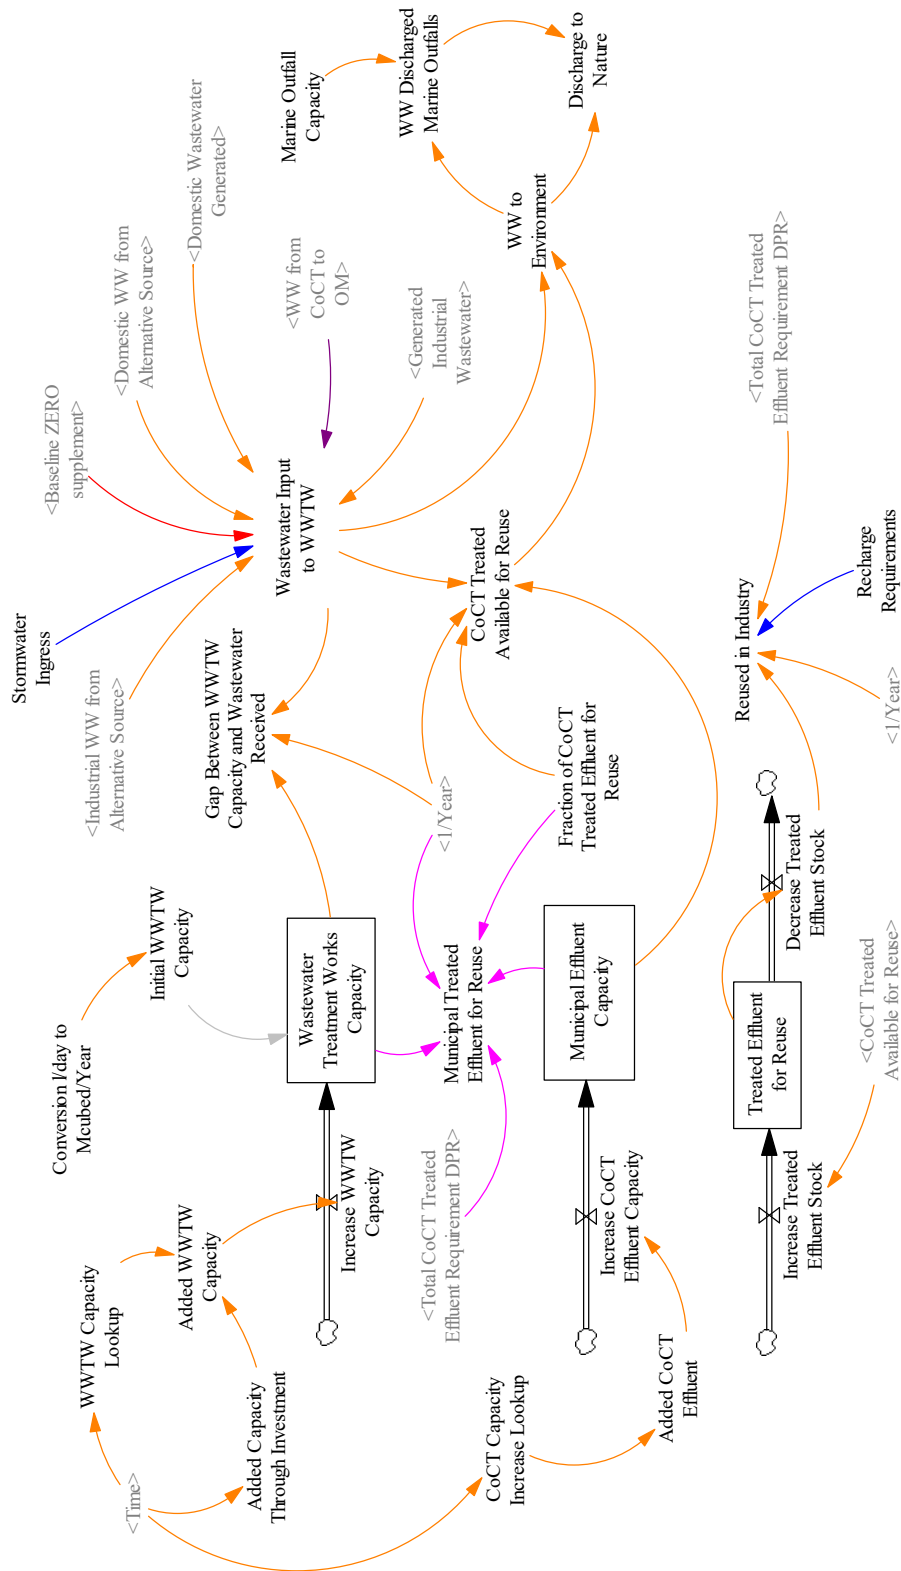 <Time>
WWTW Capacity
Lookup
Added Capacity
Through Investment
Added WWTW
Capacity
Conversion l/day to
Mcubed/Year
Initial WWTW
Capacity
Increase WWTW
Capacity
Wastewater
Treatment Works
Capacity
<Industrial WW from
Alternative Source>
Stormwater
Ingress
<Baseline ZERO
supplement>
<Domestic WW from
Alternative Source>
<Domestic Wastewater
Generated>
<WW from
CoCT to
OM>
<Generated
Industrial
Wastewater>
Wastewater Input
to WWTW
Gap Between WWTW
Capacity and Wastewater
Received
Marine Outfall
Capacity
WW Discharged
Marine Outfalls
Discharge to
Nature
WW to
Environment
CoCT Treated
Available for Reuse
<1/Year>
Fraction of CoCT
Treated Effluent for
Reuse
Municipal Treated
Effluent for Reuse
<Total CoCT Treated
Effluent Requirement DPR>
CoCT Capacity
Increase Lookup
Added CoCT
Effluent
Increase CoCT
Effluent Capacity
Municipal Effluent
Capacity
Increase Treated
Effluent Stock
Treated Effluent
for Reuse
Decrease Treated
Effluent Stock
<CoCT Treated
Available for Reuse>
Reused in Industry
<1/Year>
Recharge
Requirements
<Total CoCT Treated
Effluent Requirement DPR>